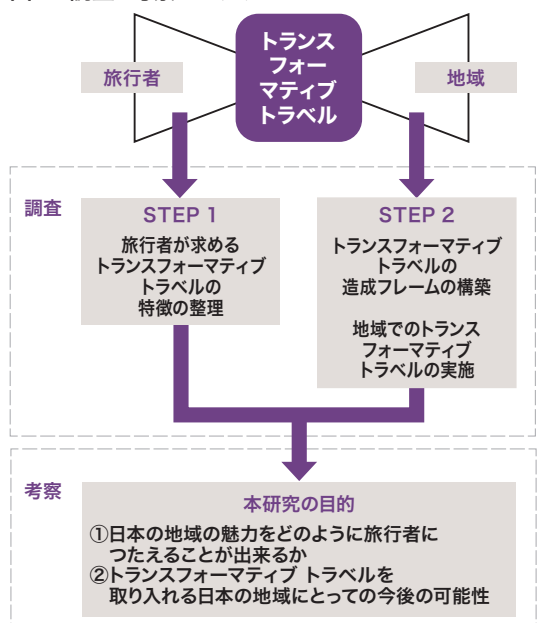 トランス
フォー
マティブ
トラベル
旅行者
地域
調査
STEP 1
旅行者が求める
トランスフォーマティブ
トラベルの
特徴の整理
STEP 2
トランスフォーマティブ
トラベルの
造成フレームの構築
地域でのトランス
フォーマティブ
トラベルの実施
考察
本研究の目的
①日本の地域の魅力をどのように旅行者に
つたえることが出来るか
②トランスフォーマティブ トラベルを
取り入れる日本の地域にとっての今後の可能性